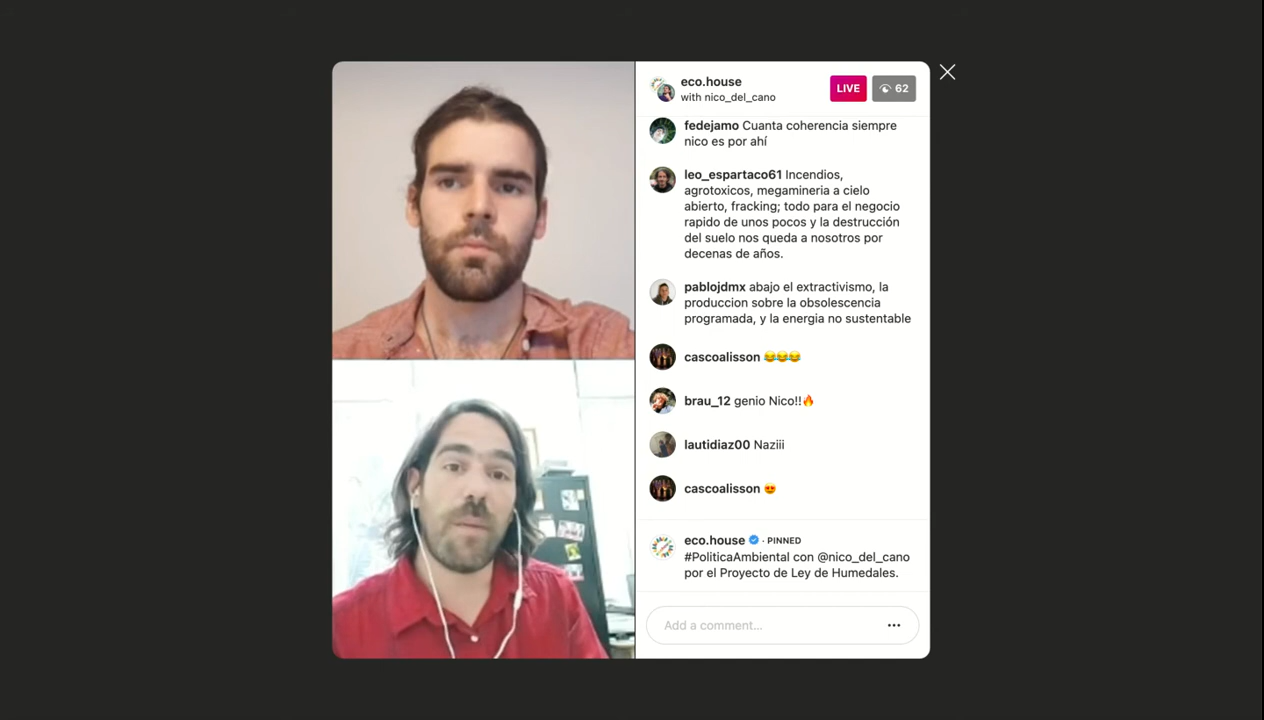 eco.house
with nico_del_cano
LIVE
62
fedejamo Cuanta coherencia siempre
nico es por ahí
leo_espartaco61 Incendios,
agrotoxicos, megamineria a cielo
abierto, fracking; todo para el negocio
rapido de unos pocos y la destrucción
del suelo nos queda a nosotros por
decenas de años.
pablojdmx abajo el extractivismo, la
produccion sobre la obsolescencia
programada, y la energia no sustentable
cascoalisson 😂😂😂
brau_12 genio Nico!!🔥
lautidiaz00 Naziii
cascoalisson 😍
eco.house · PINNED
#PoliticaAmbiental con @nico_del_cano
por el Proyecto de Ley de Humedales.
Add a comment...